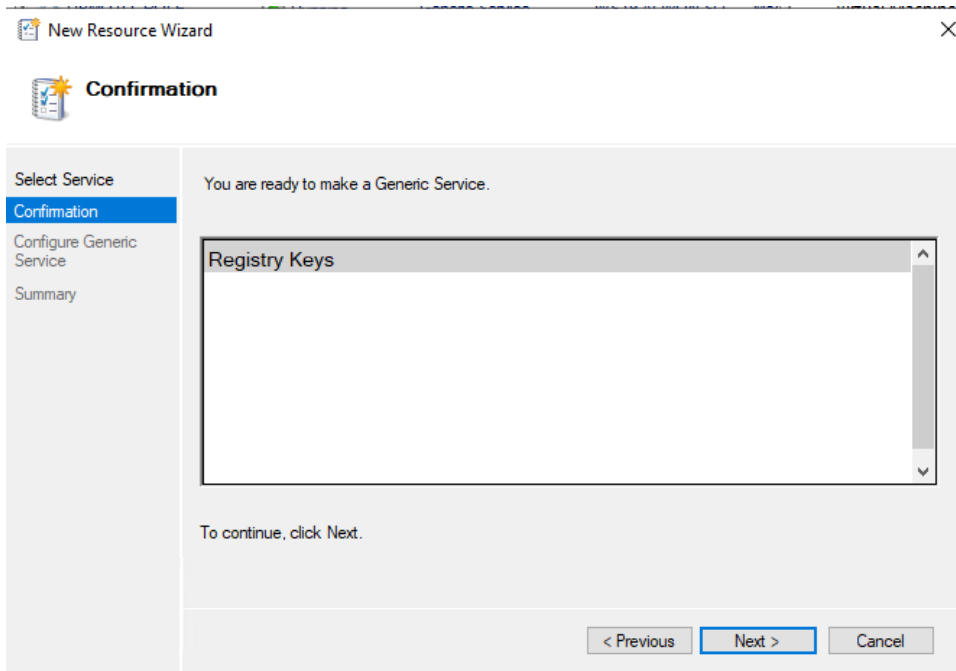 New Resource Wizard
Confirmation
Select Service
Confirmation
Configure Generic
Service
Summary
You are ready to make a Generic Service.
Registry Keys
To continue, click Next.
< Previous
Next >
Cancel